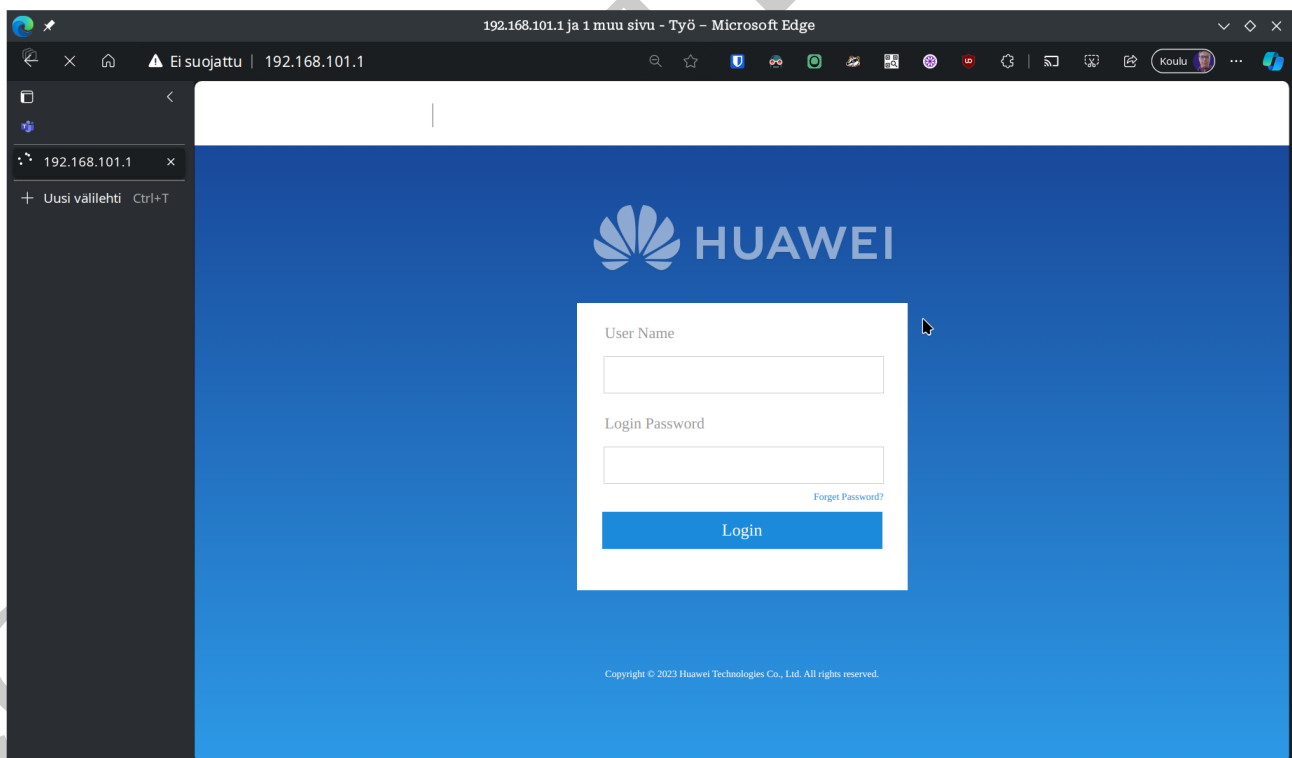 192.168.101.1 ja 1 muu sivu - Työ – Microsoft Edge
Ei suojattu | 192.168.101.1
Koulu
192.168.101.1
Uusi välilehti Ctrl+T
HUAWEI
User Name
Login Password
Forget Password?
Login
Copyright © 2023 Huawei Technologies Co., Ltd. All rights reserved.